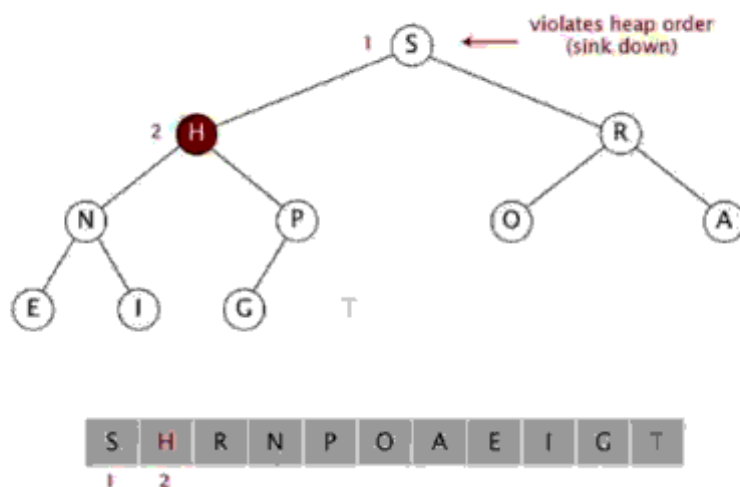 violates heap order
(sink down)
1 S
2 H R
N P O A
E I G T
S H R N P O A E I G T
1 2